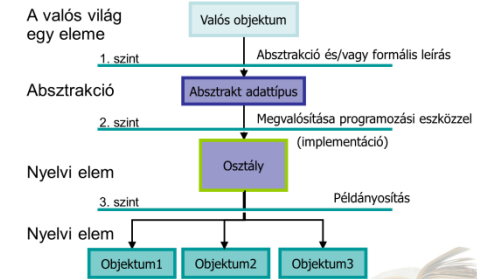 A valós világ
egy eleme
Valós objektum
1. szint
Absztrakció és/vagy formális leírás
Absztrakció
Absztrakt adattípus
2. szint
Megvalósítása programozási eszközzel
(implementáció)
Osztály
Nyelvi elem
3. szint
Példányosítás
Nyelvi elem
Objektum1
Objektum2
Objektum3